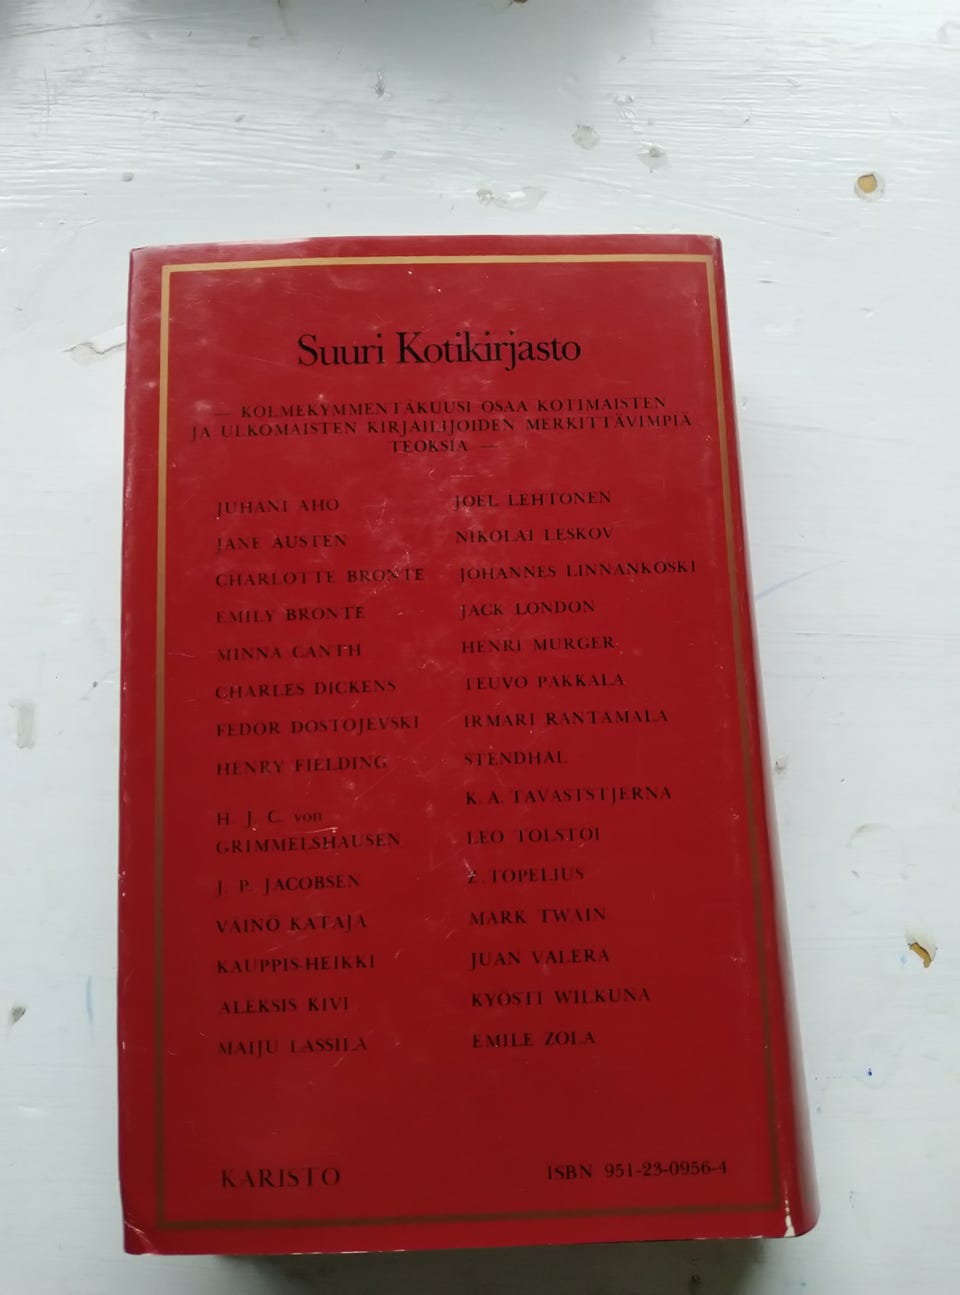 Suuri Kotikirjasto
— KOLMEKYMMENTÄKUUSI OSAA KOTIMAISTEN
JA ULKOMAISTEN KIRJAILIJOIDEN MERKITTÄVIMPIÄ
TEOKSIA —
JUHANI AHO
JANE AUSTEN
CHARLOTTE BRONTE
EMILY BRONTE
MINNA CANTH
CHARLES DICKENS
FEDOR DOSTOJEVSKI
HENRY FIELDING
H. J. C. von
GRIMMELSHAUSEN
J. P. JACOBSEN
VÄINÖ KATAJA
KAUPPIS-HEIKKI
ALEKSIS KIVI
MAIJU LASSILA
JOEL LEHTONEN
NIKOLAI LESKOV
JOHANNES LINNANKOSKI
JACK LONDON
HENRI MURGER
TEUVO PAKKALA
IRMARI RANTAMALA
STENDHAL
K. A. TAVASTSTJERNA
LEO TOLSTOI
Z. TOPELIUS
MARK TWAIN
JUAN VALERA
KYÖSTI WILKUNA
EMILE ZOLA
KARISTO
ISBN 951-23-0956-4